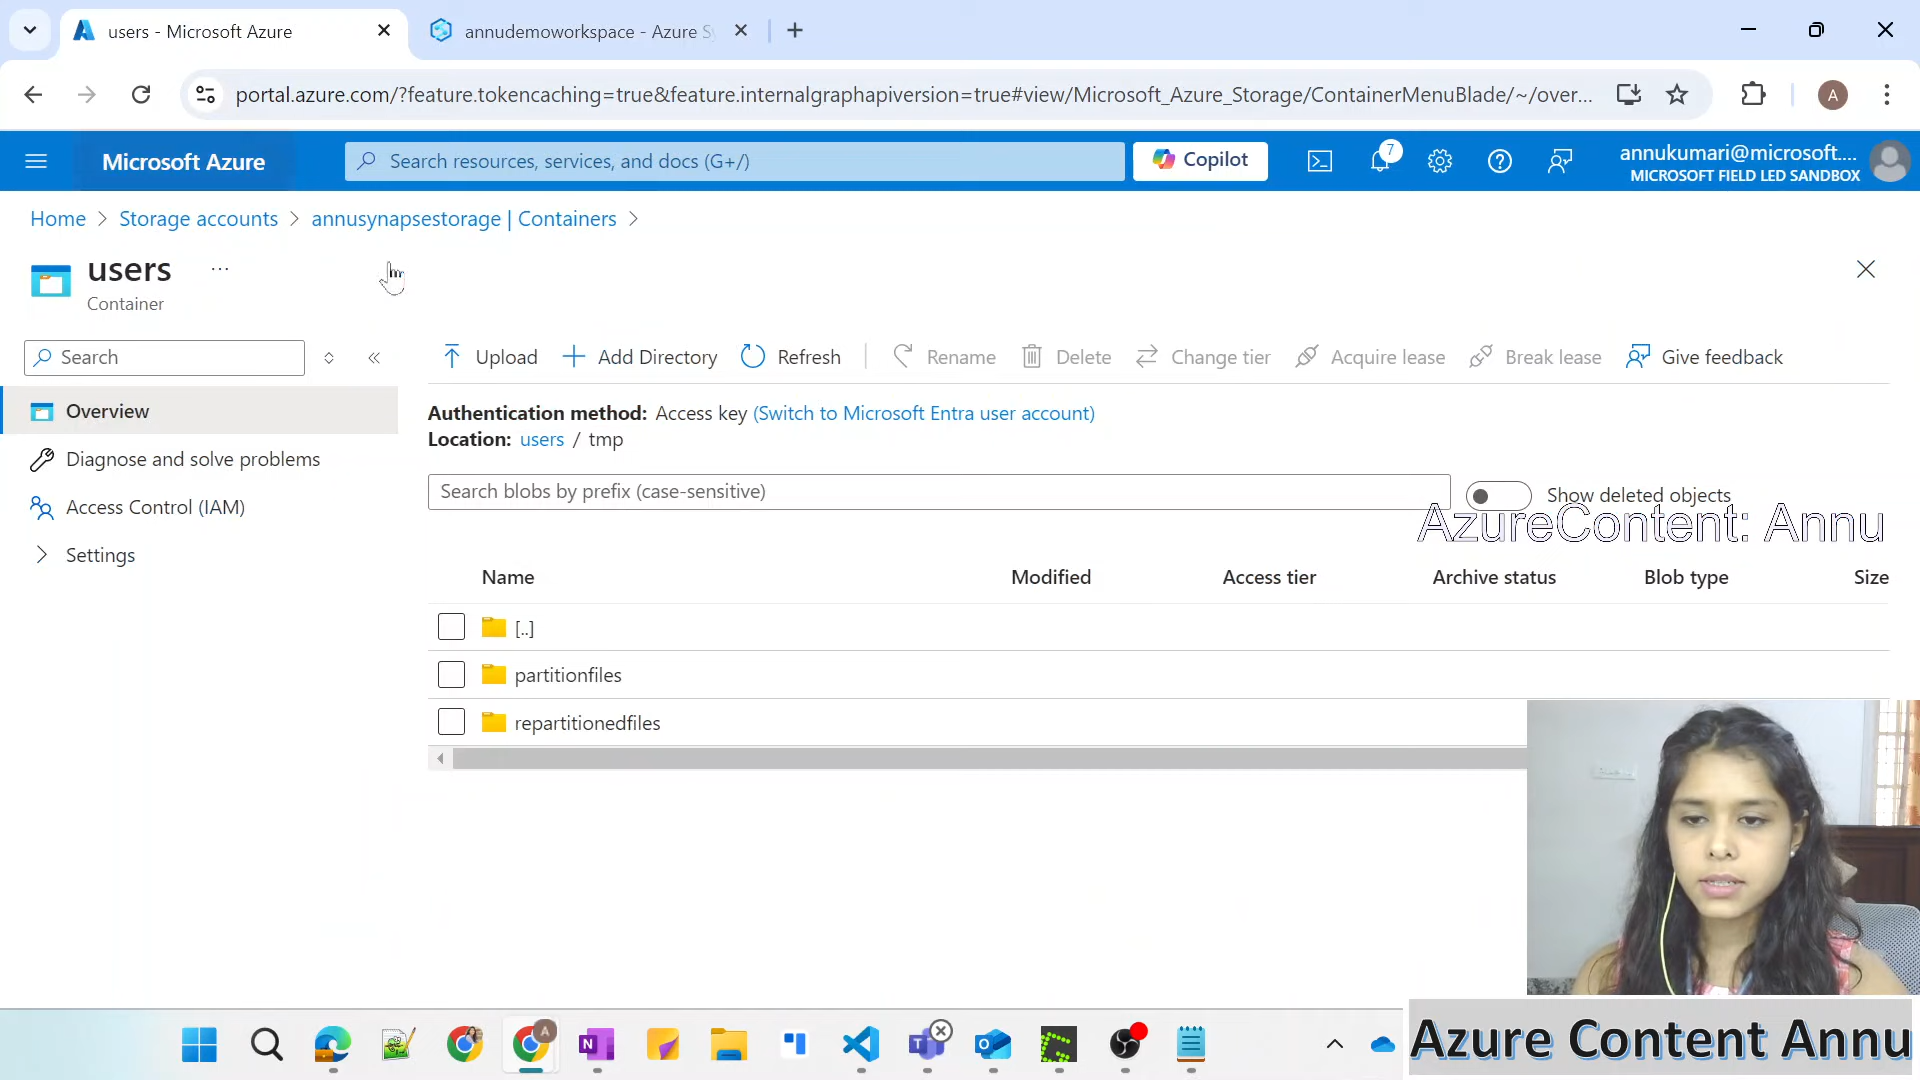 users - Microsoft Azure
annudemoworkspace - Azure S
portal.azure.com/?feature.tokencaching=true&feature.internalgraphapiversion=true#view/Microsoft_Azure_Storage/ContainerMenuBlade/~/over...
A
Microsoft Azure
Search resources, services, and docs (G+/)
Copilot
7
annukumari@microsoft....
MICROSOFT FIELD LED SANDBOX
Home > Storage accounts > annusynapsestorage | Containers >
users
...
Container
Search
Upload
Add Directory
Refresh
Rename
Delete
Change tier
Acquire lease
Break lease
Give feedback
Overview
Diagnose and solve problems
Access Control (IAM)
Settings
Authentication method: Access key (Switch to Microsoft Entra user account)
Location: users / tmp
Search blobs by prefix (case-sensitive)
Show deleted objects
AzureContent: Annu
Name Modified Access tier Archive status Blob type Size
[..]
partitionfiles
repartitionedfiles
A
Azure Content Annu